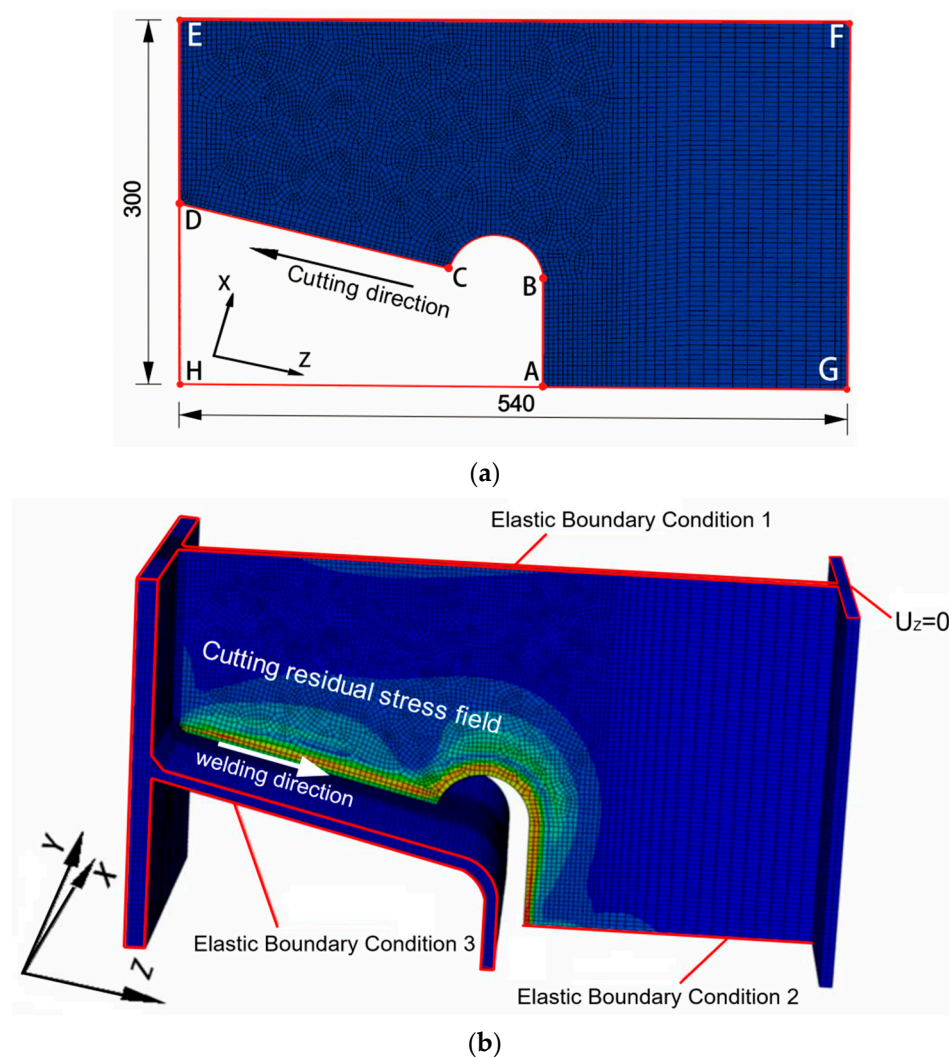 E
F
300
D
C
B
Cutting direction
X
Z
H
A
G
540
(a)
Elastic Boundary Condition 1
Uz=0
Cutting residual stress field
welding direction
Y
X
Z
Elastic Boundary Condition 3
Elastic Boundary Condition 2
(b)